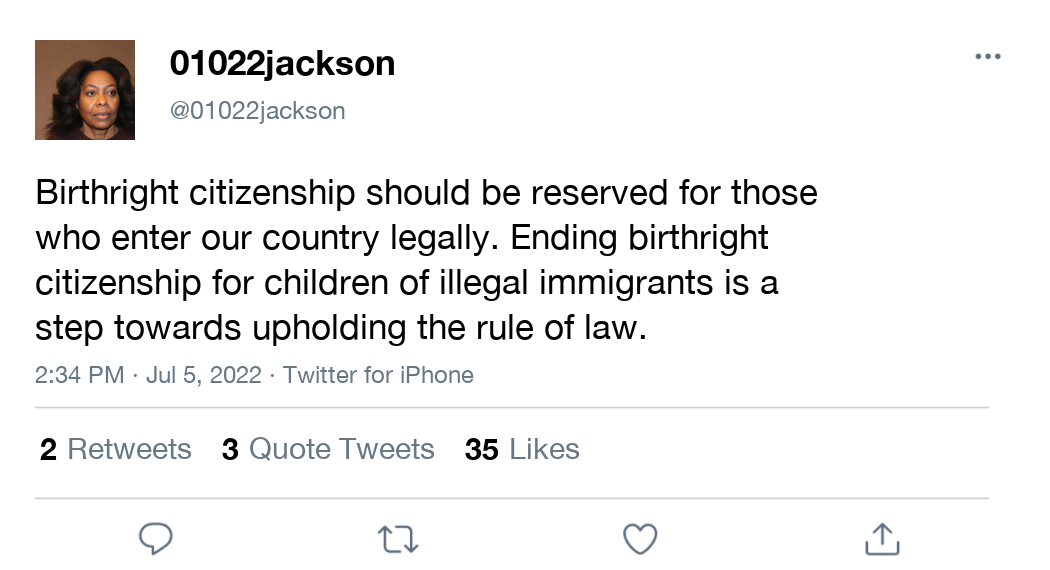 01022jackson
@01022jackson
Birthright citizenship should be reserved for those
who enter our country legally. Ending birthright
citizenship for children of illegal immigrants is a
step towards upholding the rule of law.
2:34 PM · Jul 5, 2022 · Twitter for iPhone
2 Retweets 3 Quote Tweets 35 Likes